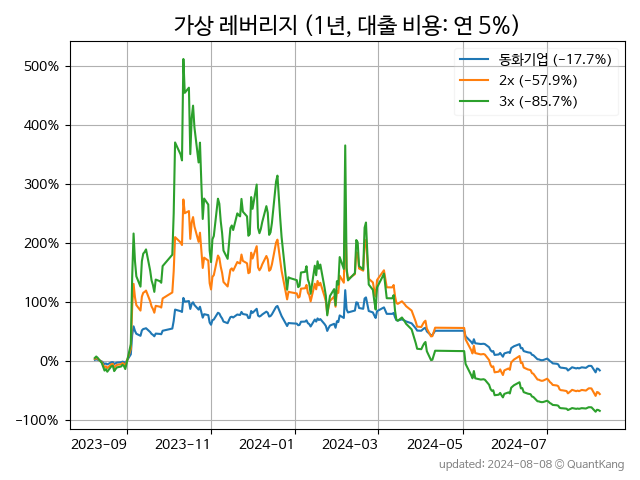 가상 레버리지 (1년, 대출 비용: 연 5%)
동화기업 (−17.7%)
2x (−57.9%)
3x (−85.7%)
500%
400%
300%
200%
100%
0%
−100%
2023-09
2023-11
2024-01
2024-03
2024-05
2024-07
updated: 2024-08-08 © QuantKang